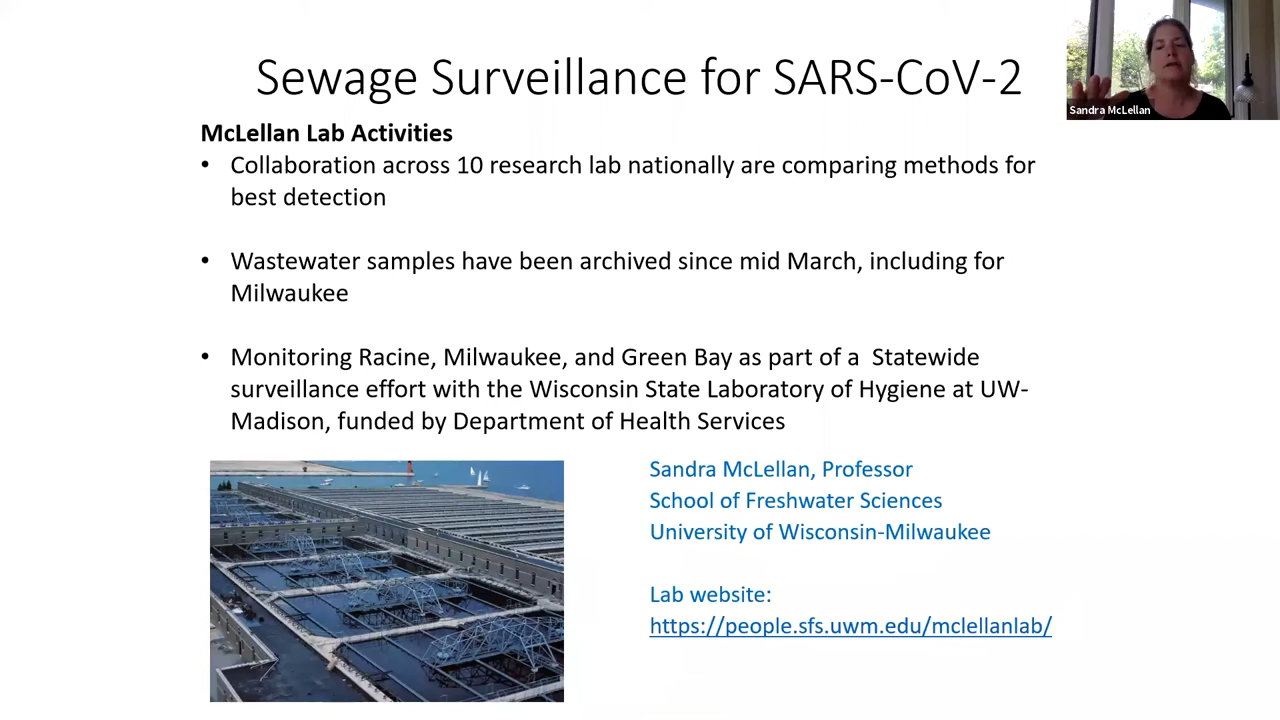 Sewage Surveillance for SARS-CoV-2
Sandra McLellan
McLellan Lab Activities
• Collaboration across 10 research lab nationally are comparing methods for
best detection
• Wastewater samples have been archived since mid March, including for
Milwaukee
• Monitoring Racine, Milwaukee, and Green Bay as part of a Statewide
surveillance effort with the Wisconsin State Laboratory of Hygiene at UW-
Madison, funded by Department of Health Services
Sandra McLellan, Professor
School of Freshwater Sciences
University of Wisconsin-Milwaukee
Lab website:
https://people.sfs.uwm.edu/mclellanlab/